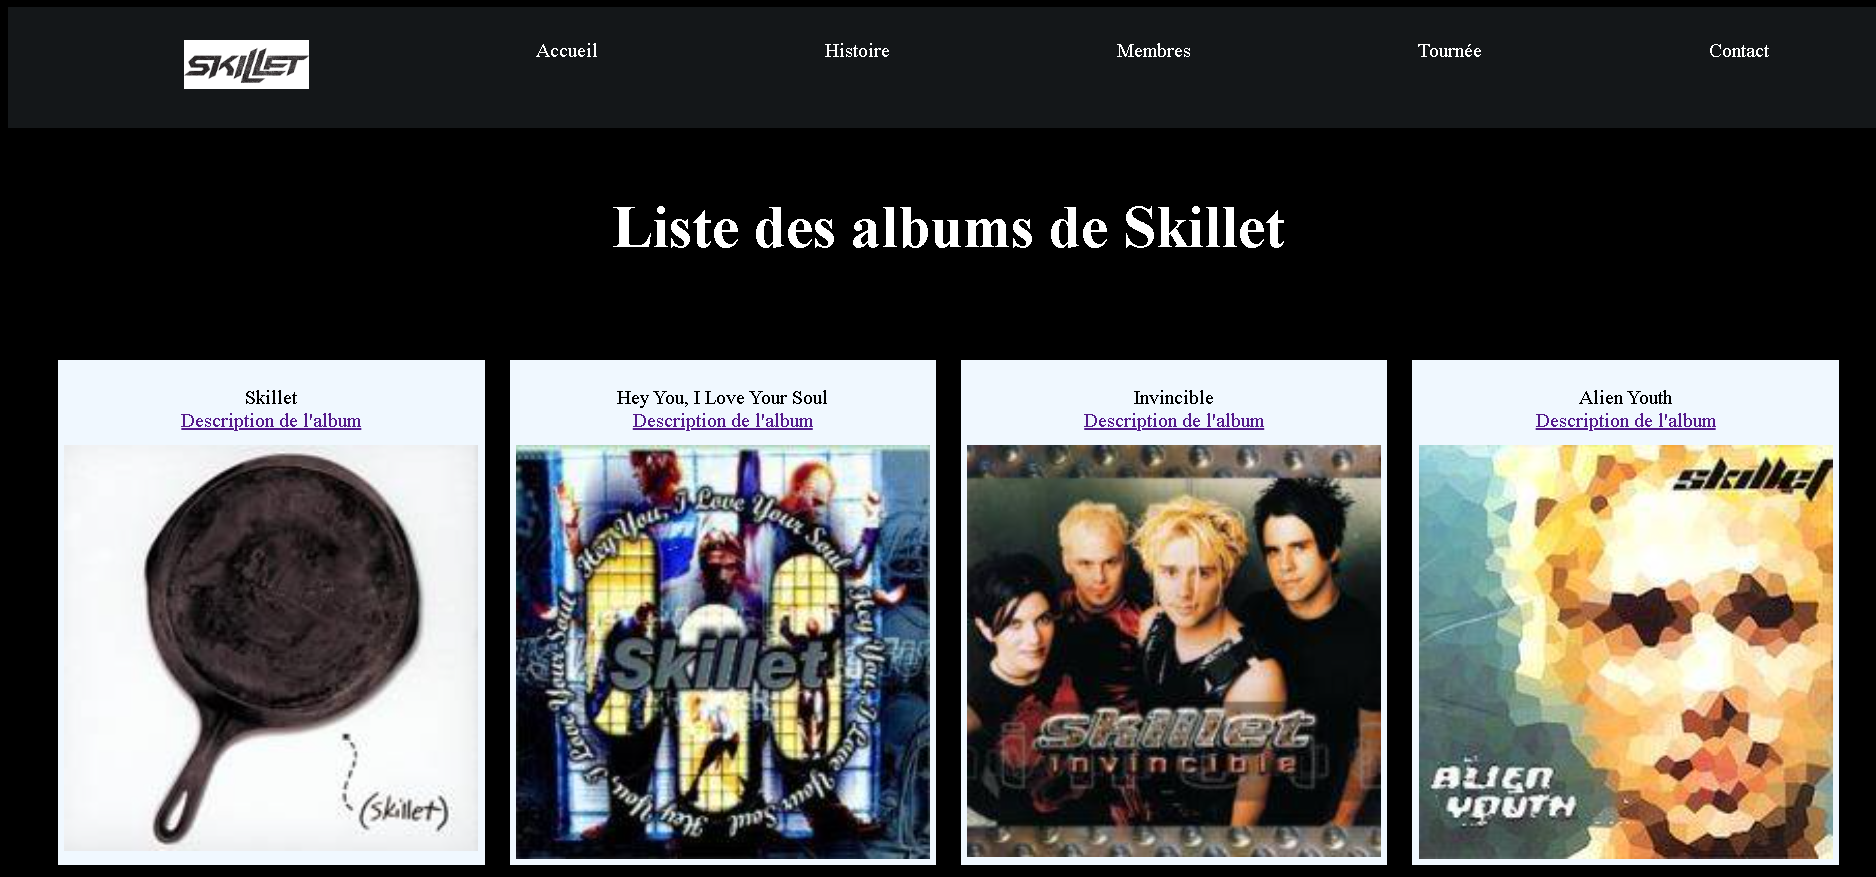 SKILLET
Accueil
Histoire
Membres
Tournée
Contact
Liste des albums de Skillet
Skillet
Description de l'album
(skillet)
Hey You, I Love Your Soul
Description de l'album
Hey You, I Love Your Soul Hey You, I Love Your Soul Hey You, I Love Your Soul
Skillet
Invincible
Description de l'album
skillet
invincible
Alien Youth
Description de l'album
skillet
ALIEN
YOUTH